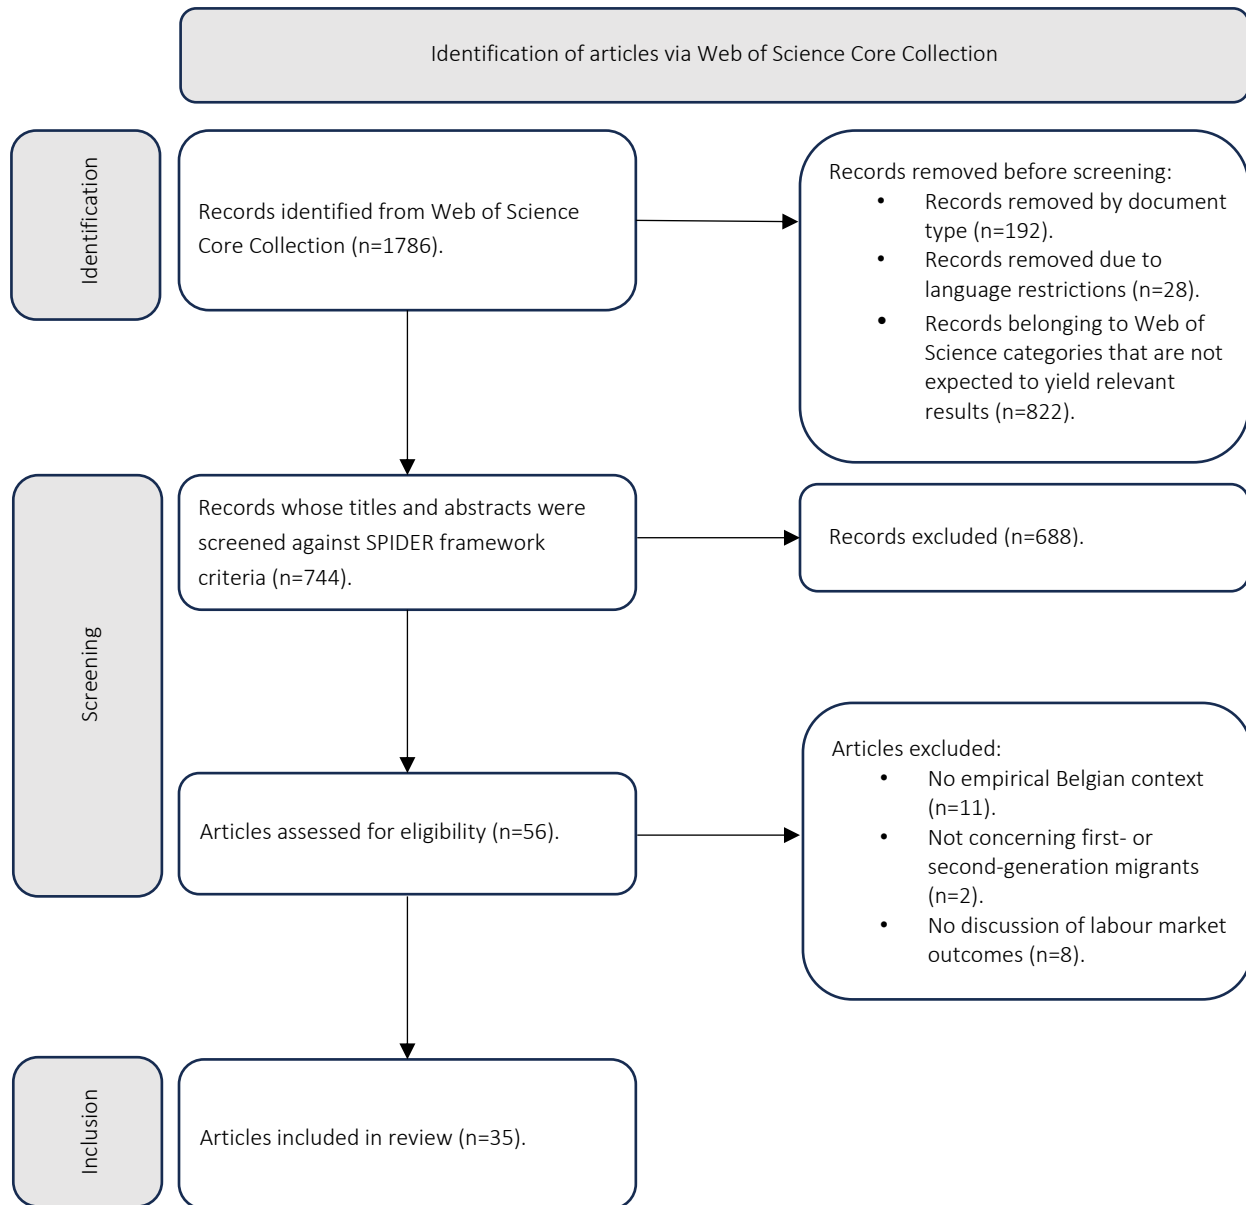 Identification of articles via Web of Science Core Collection
Identification
Records identified from Web of Science
Core Collection (n=1786).
Records removed before screening:
• Records removed by document
type (n=192).
• Records removed due to
language restrictions (n=28).
• Records belonging to Web of
Science categories that are not
expected to yield relevant
results (n=822).
Screening
Records whose titles and abstracts were
screened against SPIDER framework
criteria (n=744).
Records excluded (n=688).
Articles assessed for eligibility (n=56).
Articles excluded:
• No empirical Belgian context
(n=11).
• Not concerning first- or
second-generation migrants
(n=2).
• No discussion of labour market
outcomes (n=8).
Inclusion
Articles included in review (n=35).